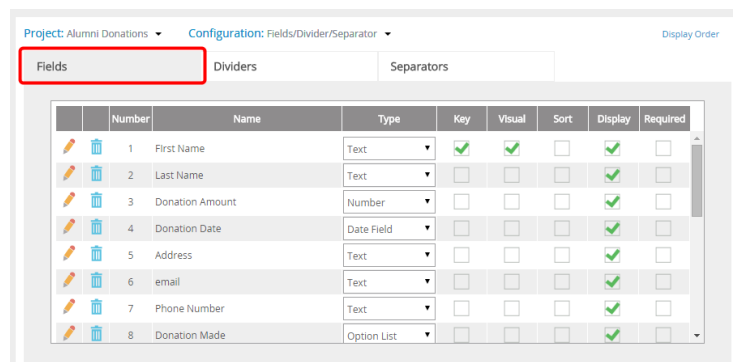 Project: Alumni Donations Configuration: Fields/Divider/Separator Display Order
Fields Dividers Separators
Number Name Type Key Visual Sort Display Required
1 First Name Text
2 Last Name Text
3 Donation Amount Number
4 Donation Date Date Field
5 Address Text
6 email Text
7 Phone Number Text
8 Donation Made Option List